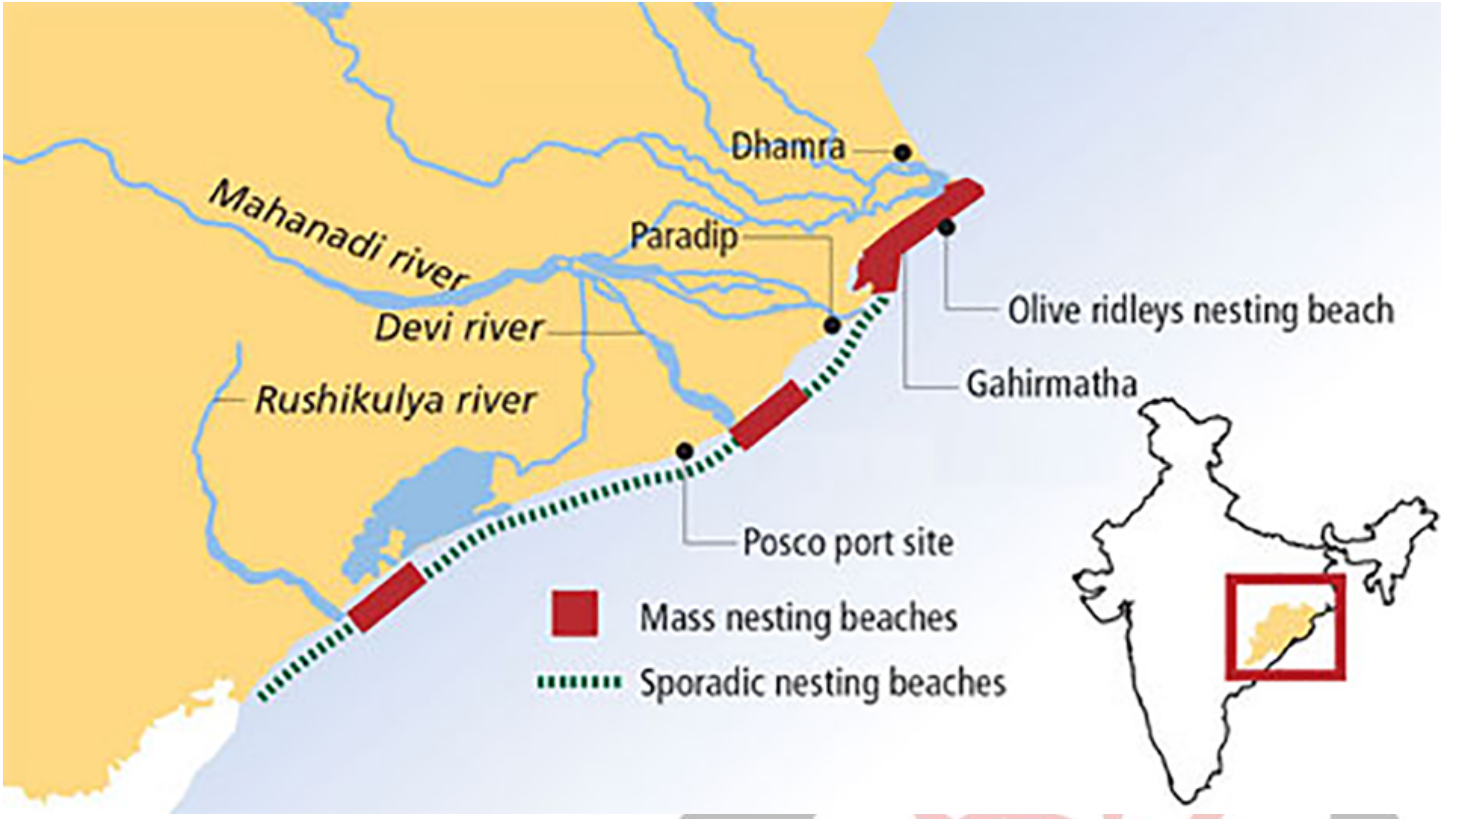 Dhamra
Mahanadi river
Paradip
Olive ridleys nesting beach
Devi river
Gahirmatha
Rushikulya river
Posco port site
Mass nesting beaches
Sporadic nesting beaches